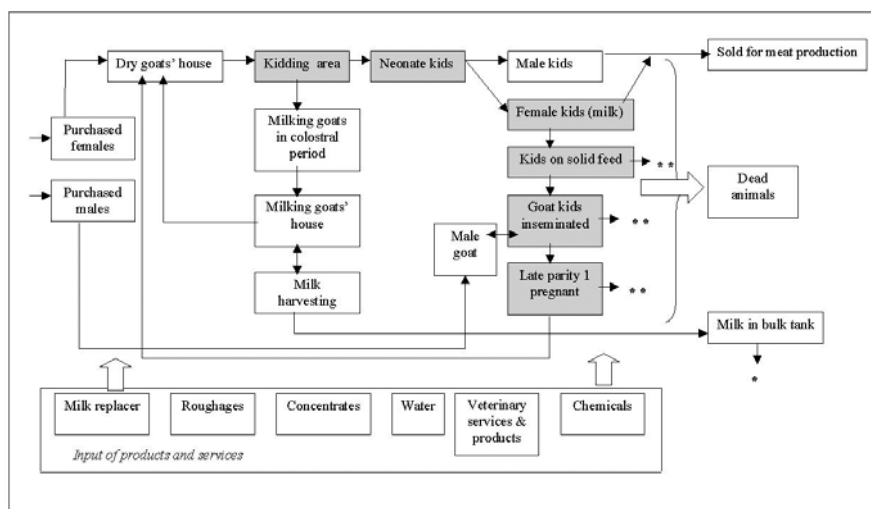 Dry goats’ house
Kidding area
Neonate kids
Male kids
Sold for meat production
Purchased
females
Milking goats
in colostral
period
Female kids (milk)
Kids on solid feed
* *
Dead
animals
Purchased
males
Milking goats’
house
Male
goat
Goat kids
inseminated
* *
Milk
harvesting
Late parity 1
pregnant
* *
Milk in bulk tank
*
Milk replacer
Roughages
Concentrates
Water
Veterinary
services &
products
Chemicals
Input of products and services